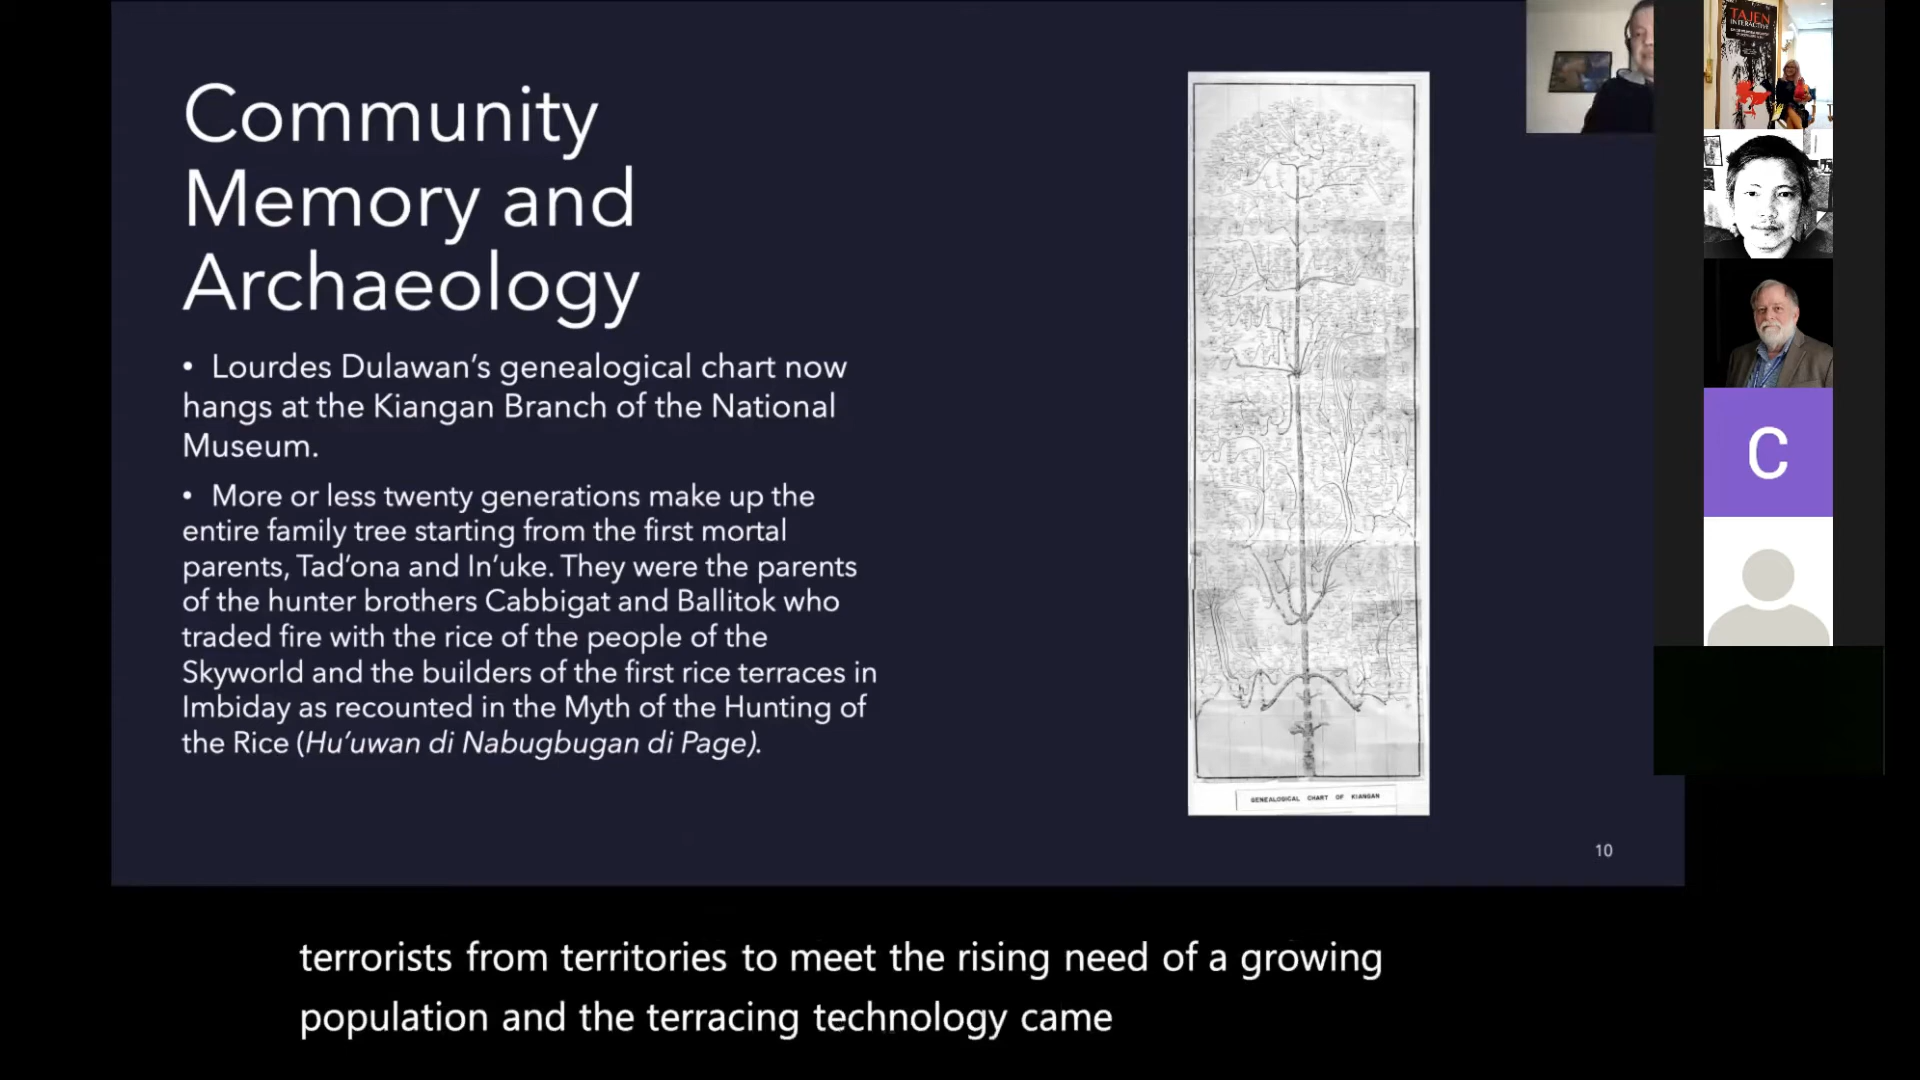 Community
Memory and
Archaeology
• Lourdes Dulawan’s genealogical chart now
hangs at the Kiangan Branch of the National
Museum.
• More or less twenty generations make up the
entire family tree starting from the first mortal
parents, Tad’ona and In’uke. They were the parents
of the hunter brothers Cabbigat and Ballitok who
traded fire with the rice of the people of the
Skyworld and the builders of the first rice terraces in
Imbiday as recounted in the Myth of the Hunting of
the Rice (Hu’uwan di Nabugbugan di Page).
GENEALOGICAL CHART OF KIANGAN
10
TAJEN
INTERACTIVE
C
terrorists from territories to meet the rising need of a growing
population and the terracing technology came